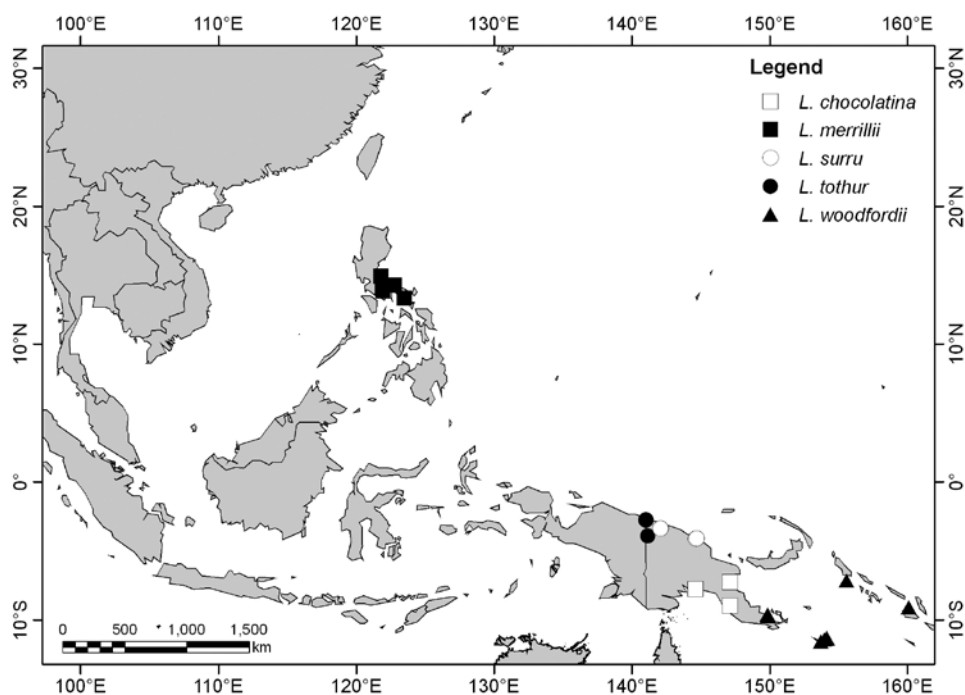 100°E 110°E 120°E 130°E 140°E 150°E 160°E
30°N 30°N
Legend
L. chocolatina
L. merrillii
L. surru
L. tothur
L. woodfordii
20°N 20°N
10°N 10°N
0° 0°
10°S 10°S
0 500 1,000 1,500
km
100°E 110°E 120°E 130°E 140°E 150°E 160°E